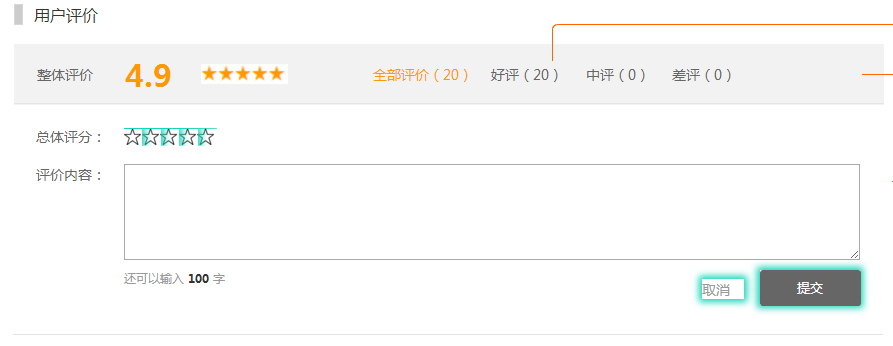 用户评价
整体评价 4.9 全部评价（20） 好评（20） 中评（0） 差评（0）
总体评分：
评价内容：
还可以输入 100 字
取消 提交